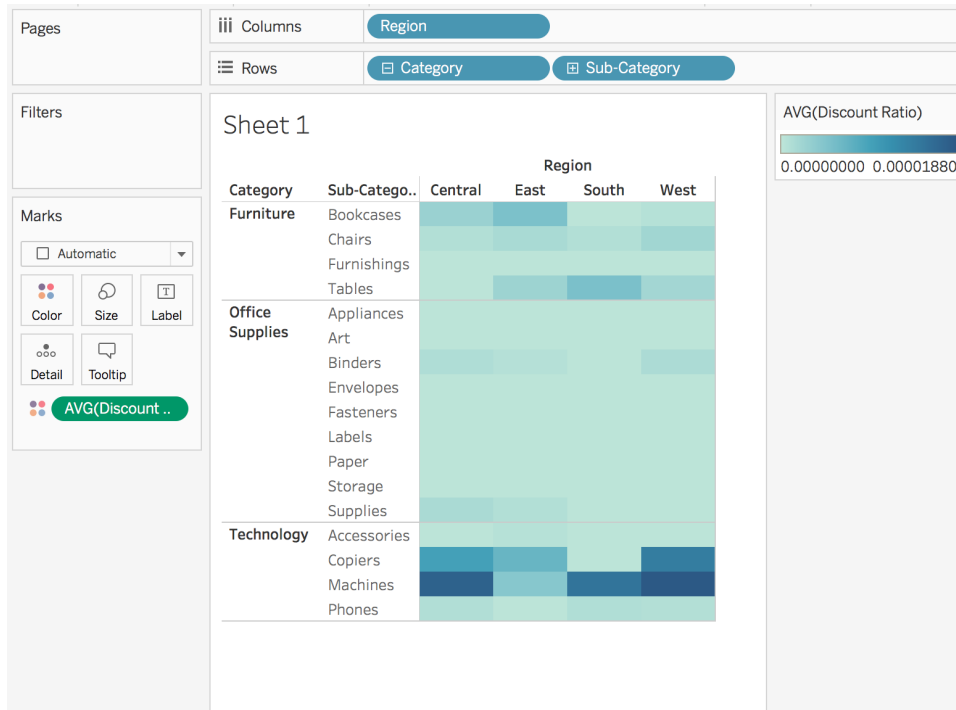 Pages
Columns
Region
Rows
Category
Sub-Category
Filters
Sheet 1
AVG(Discount Ratio)
0.00000000 0.00001880
Region
Category Sub-Catego.. Central East South West
Marks
Automatic
Color Size Label
Detail Tooltip
AVG(Discount ..
Furniture Bookcases
Chairs
Furnishings
Tables
Office Supplies Appliances
Art
Binders
Envelopes
Fasteners
Labels
Paper
Storage
Supplies
Technology Accessories
Copiers
Machines
Phones